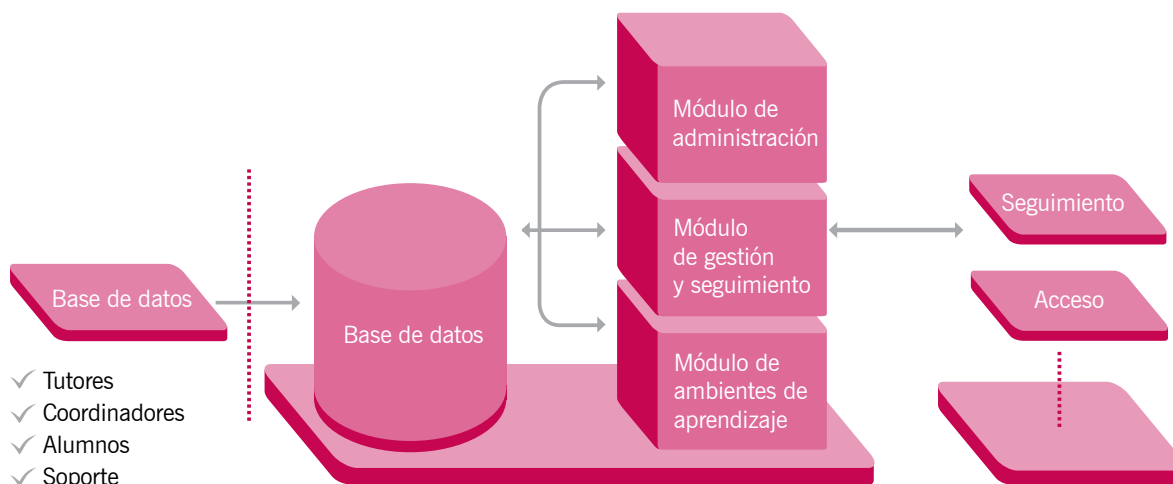 Base de datos
Tutores
Coordinadores
Alumnos
Soporte
Base de datos
Módulo de
administración
Módulo
de gestión
y seguimiento
Módulo de
ambientes de
aprendizaje
Seguimiento
Acceso